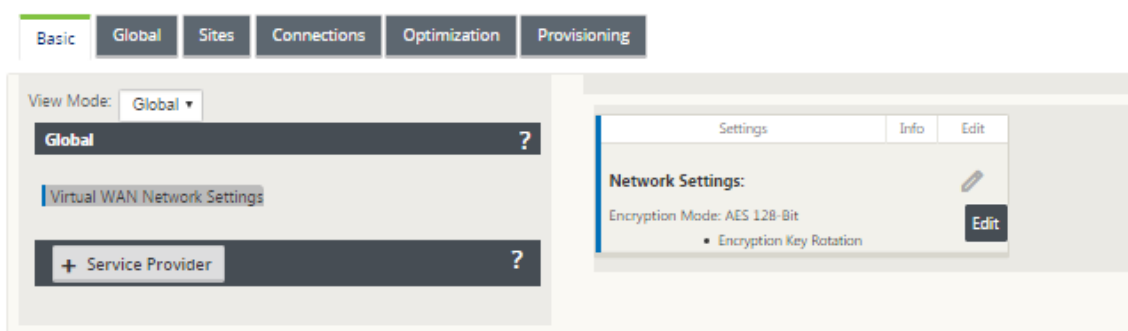 Basic Global Sites Connections Optimization Provisioning
View Mode: Global ▾
Global ?
Virtual WAN Network Settings
+ Service Provider ?
Settings Info Edit
Network Settings:
Encryption Mode: AES 128-Bit
Edit
• Encryption Key Rotation